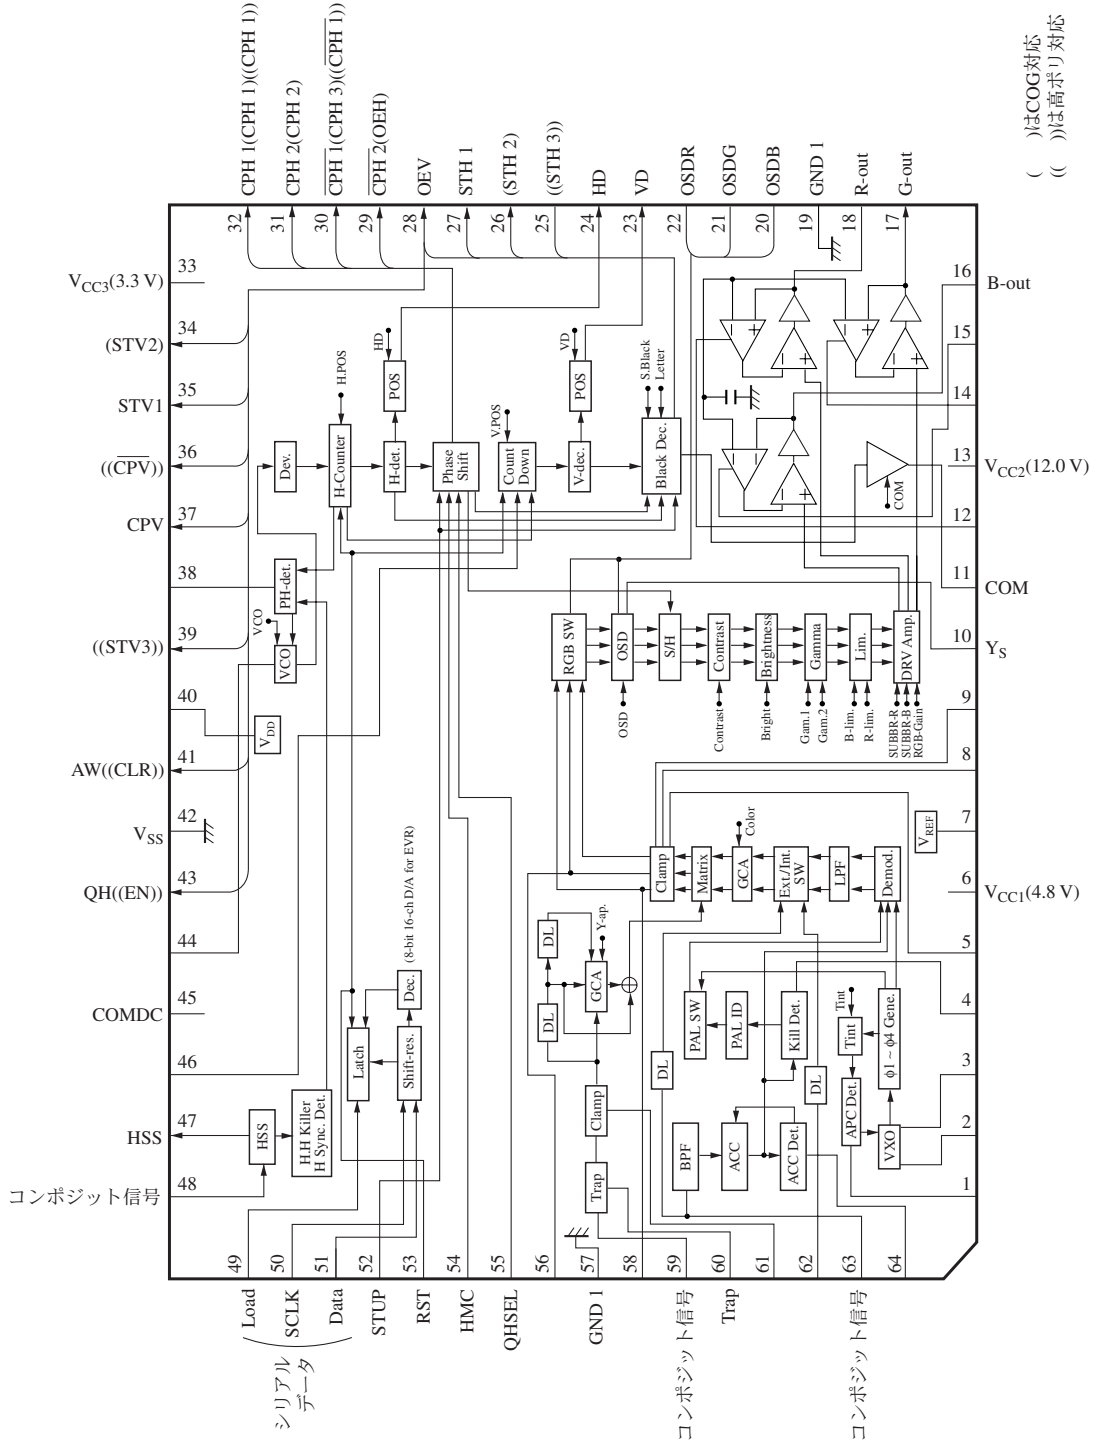 CPH 1(CPH 1)((CPH 1))
CPH 2(CPH 2)
CPH 1(CPH 3)((CPH 1))
CPH 2(OEH)
OEV
STH 1
(STH 2)
((STH 3))
HD
VD
OSDR
OSDG
OSDB
GND 1
R-out
G-out
( )はCOG対応
(( ))は高ポリ対応
32
31
30
29
28
27
26
25
24
23
22
21
20
19
18
17
VCC3(3.3 V)
33
(STV2)
34
STV1
35
((CPV))
36
CPV
37
38
((STV3))
39
40
AW((CLR))
41
VSS
42
QH((EN))
43
44
COMDC
45
46
HSS
47
コンポジット信号
48
16
B-out
15
14
13
VCC2(12.0 V)
12
11
COM
10
YS
9
8
7
6
VCC1(4.8 V)
5
4
3
2
1
HD
POS
H.POS
Dev.
H-Counter
H-det.
Phase Shift
V.POS
Count Down
VD
POS
V-dec.
S.Black
Letter
Black Dec.
COM
PH-det.
VCO
VCO
VDD
RGB SW
OSD
S/H
Contrast
Brightness
Gamma
Lim.
DRV Amp.
OSD
Contrast
Bright
Gam.1
Gam.2
B-lim.
R-lim.
SUBBR-R
SUBBR-B
RGB-Gain
VREF
Clamp
Matrix
GCA
Color
Ext./Int. SW
LPF
Demod.
(8-bit 16-ch D/A for EVR)
Dec.
Latch
Shift-res.
HSS
H.H Killer
H Sync. Det.
DL
DL
GCA
Y-ap.
Clamp
Trap
PAL SW
PAL ID
Kill Det.
DL
DL
BPF
ACC
ACC Det.
Tint
Tint
APC Det.
VXO
ϕ1 ~ ϕ4 Gene.
49
50
51
52
53
54
55
56
57
58
59
60
61
62
63
64
Load
SCLK
Data
STUP
RST
HMC
QHSEL
GND 1
コンポジット信号
Trap
コンポジット信号
シリアル
データ